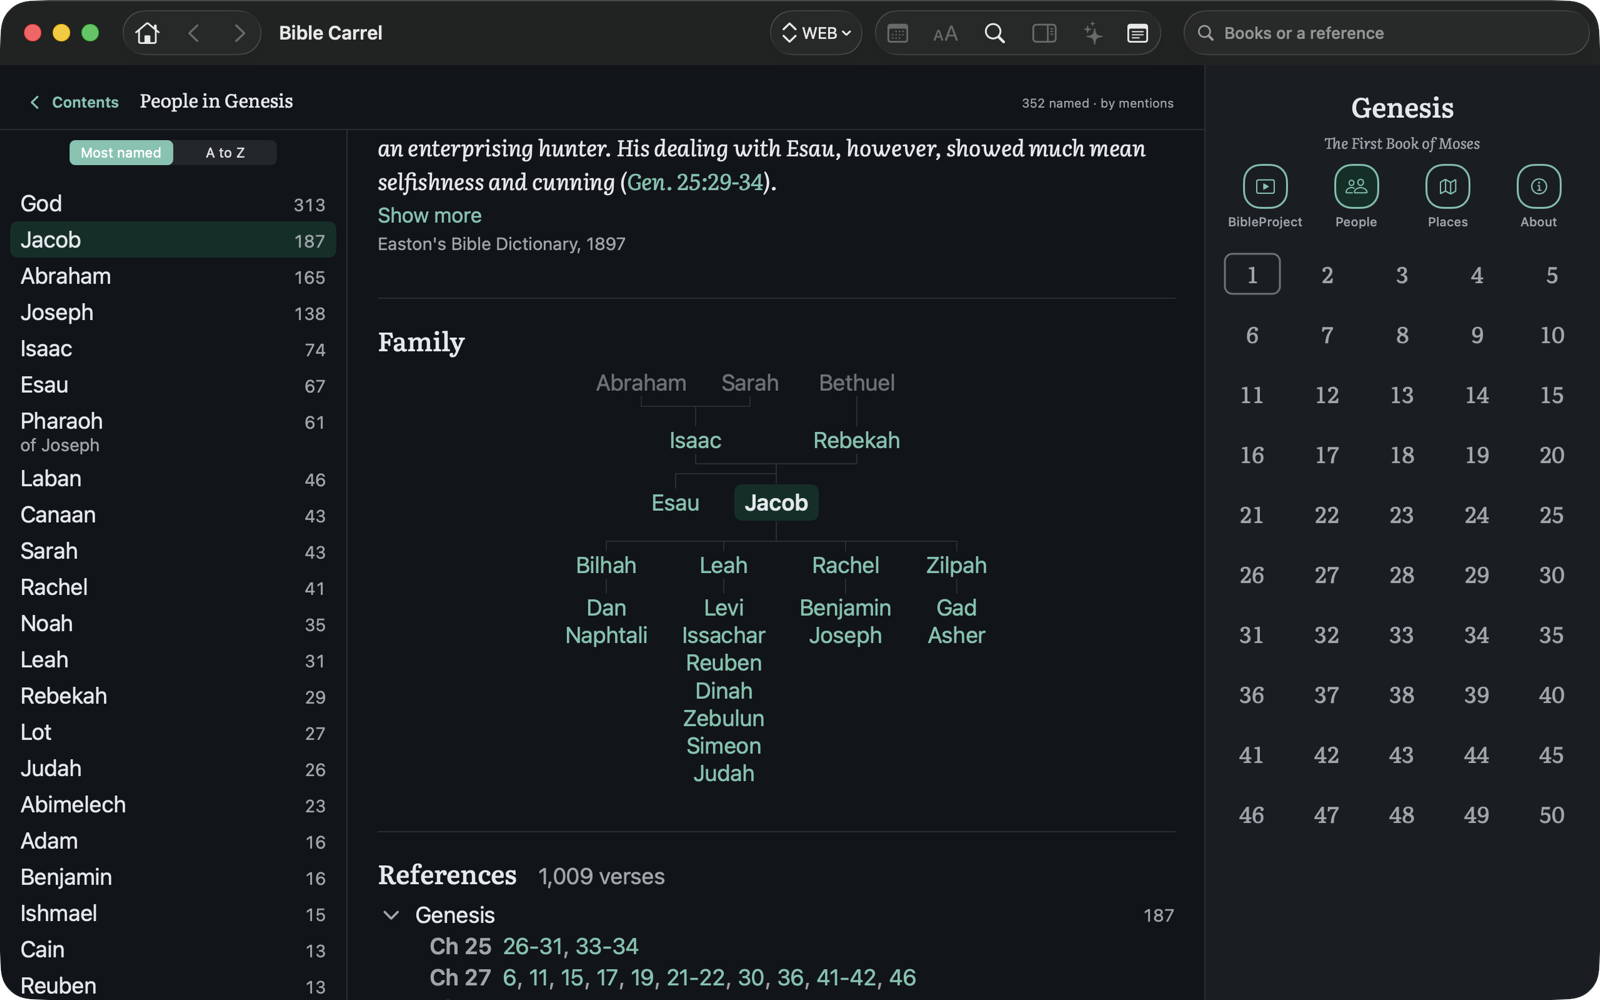 Bible Carrel
WEB
AA
Books or a reference
Contents
People in Genesis
352 named · by mentions
Most named
A to Z
God 313
Jacob 187
Abraham 165
Joseph 138
Isaac 74
Esau 67
Pharaoh 61
of Joseph
Laban 46
Canaan 43
Sarah 43
Rachel 41
Noah 35
Leah 31
Rebekah 29
Lot 27
Judah 26
Abimelech 23
Adam 16
Benjamin 16
Ishmael 15
Cain 13
Reuben 13
an enterprising hunter. His dealing with Esau, however, showed much mean
selfishness and cunning (Gen. 25:29-34).
Show more
Easton's Bible Dictionary, 1897
Family
Abraham Sarah Bethuel
Isaac Rebekah
Esau Jacob
Bilhah Leah Rachel Zilpah
Dan Levi Benjamin Gad
Naphtali Issachar Joseph Asher
Reuben
Dinah
Zebulun
Simeon
Judah
References 1,009 verses
Genesis 187
Ch 25 26-31, 33-34
Ch 27 6, 11, 15, 17, 19, 21-22, 30, 36, 41-42, 46
Genesis
The First Book of Moses
BibleProject People Places About
1 2 3 4 5
6 7 8 9 10
11 12 13 14 15
16 17 18 19 20
21 22 23 24 25
26 27 28 29 30
31 32 33 34 35
36 37 38 39 40
41 42 43 44 45
46 47 48 49 50